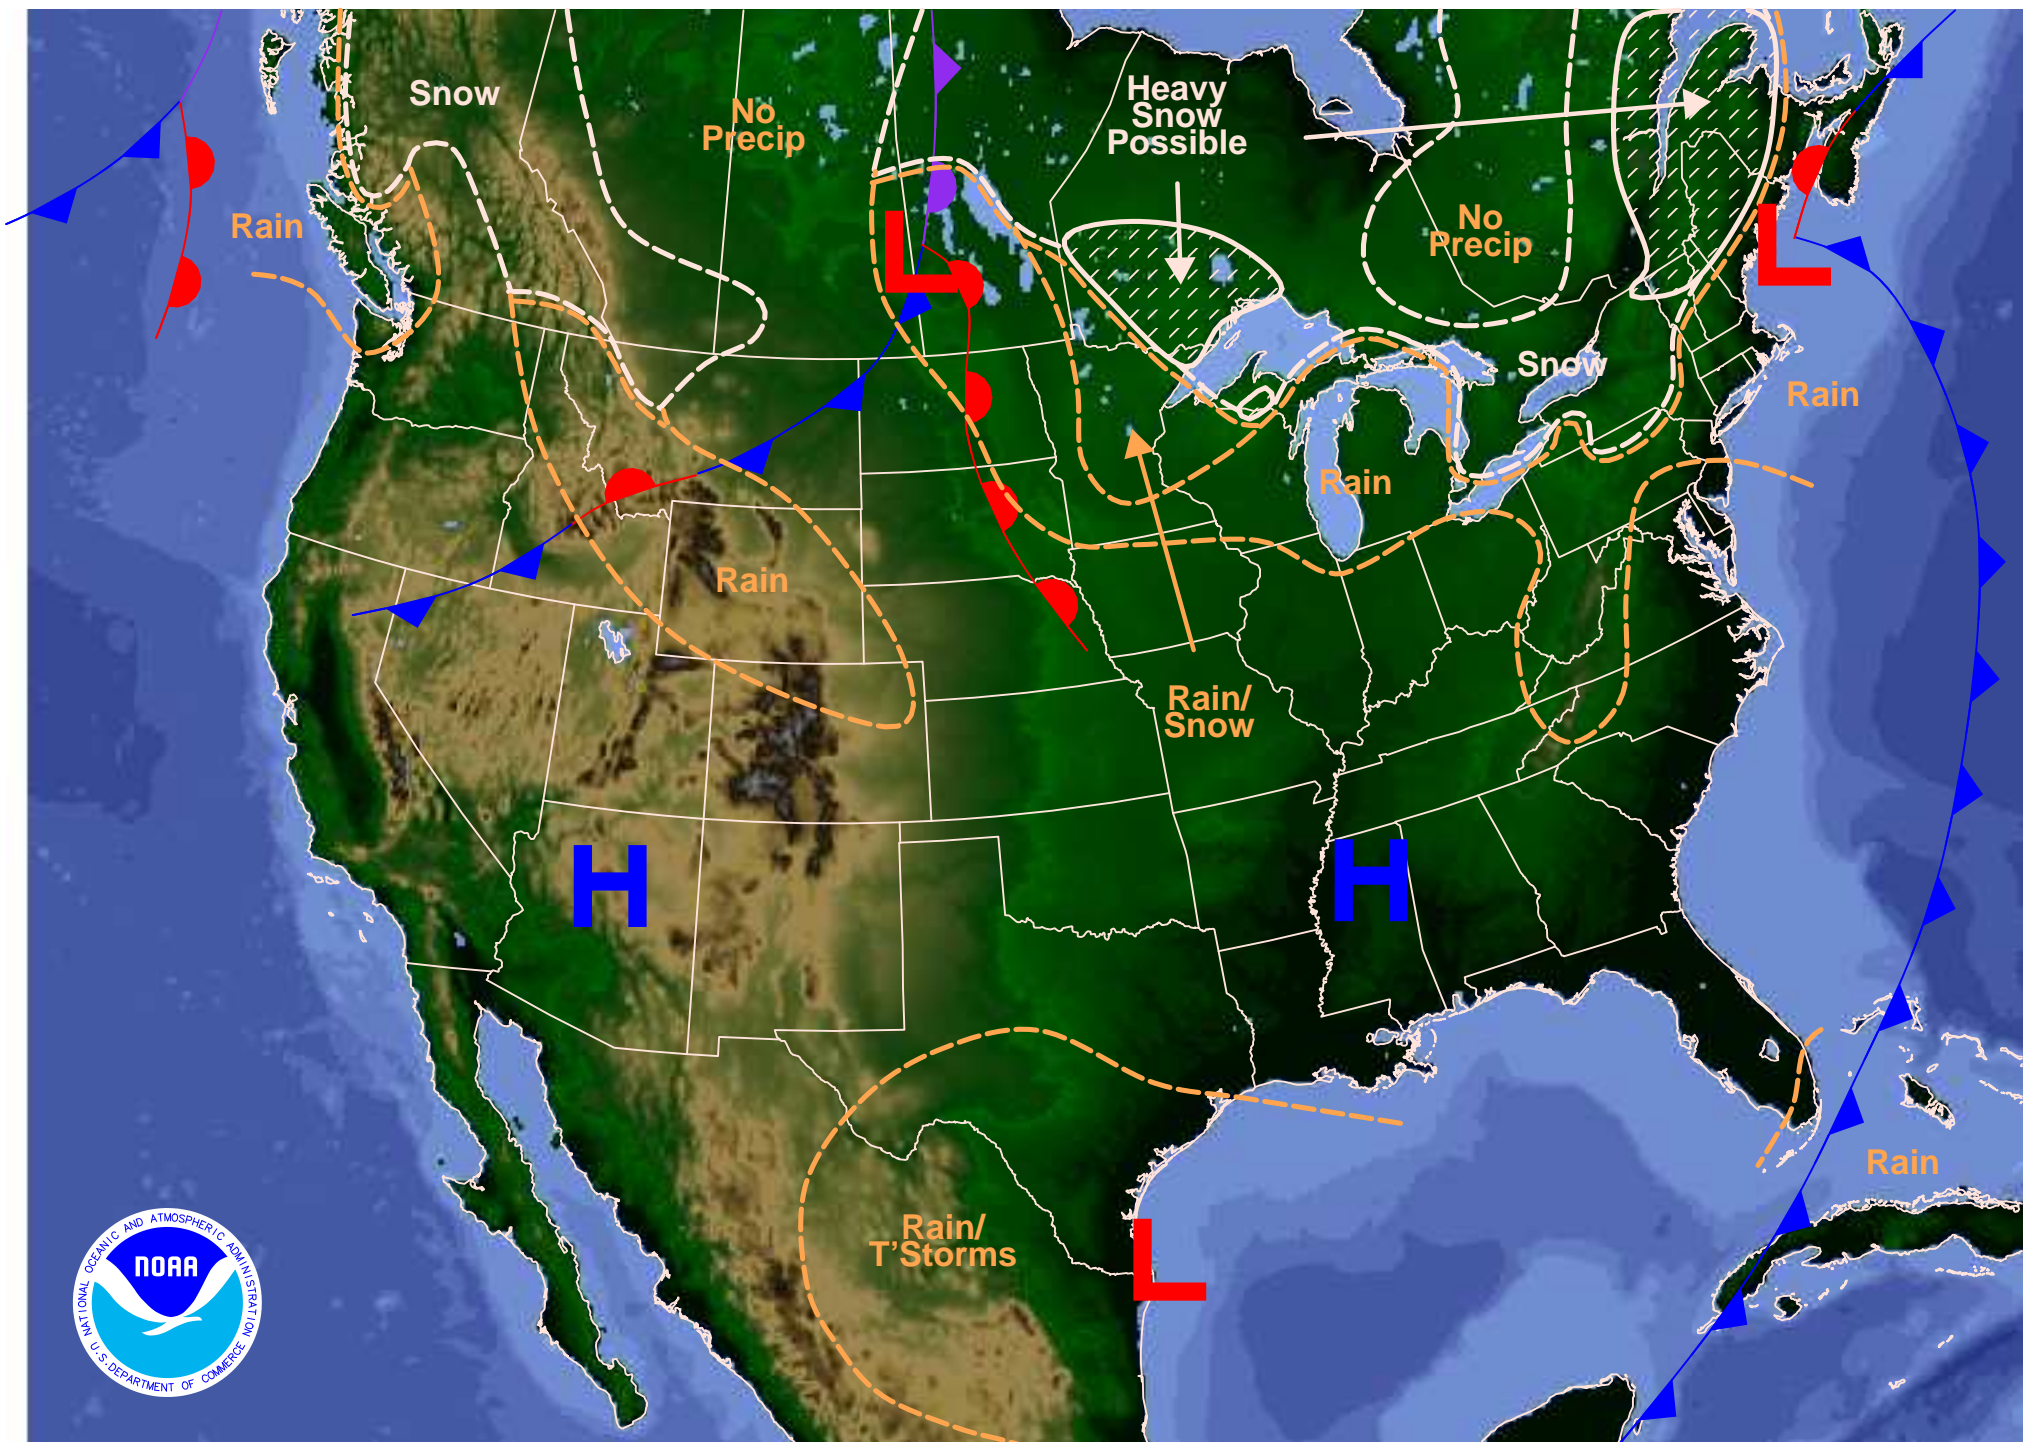 Snow
No
Precip
Heavy
Snow
Possible
Rain
No
Precip
L
L
Snow
Rain
Rain
Rain
Rain/
Snow
H
H
Rain
Rain/
T'Storms
L
NATIONAL OCEANIC AND ATMOSPHERIC ADMINISTRATION
NOAA
U.S. DEPARTMENT OF COMMERCE